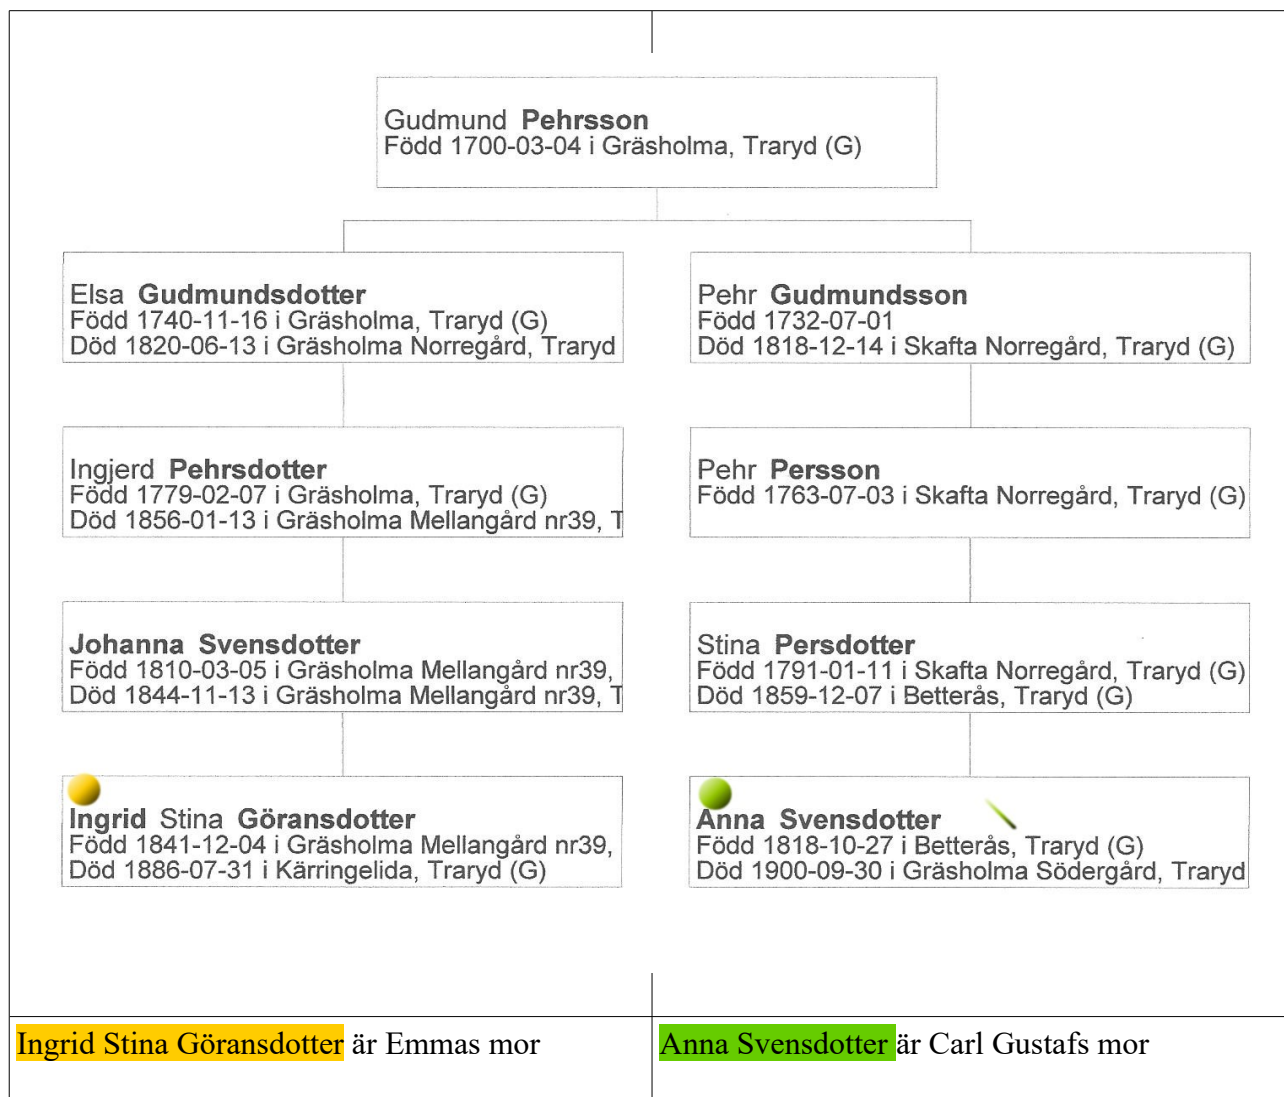 Gudmund Pehrsson
Född 1700-03-04 i Gräsholma, Traryd (G)
Elsa Gudmundsdotter
Född 1740-11-16 i Gräsholma, Traryd (G)
Död 1820-06-13 i Gräsholma Norregård, Traryd
Pehr Gudmundsson
Född 1732-07-01
Död 1818-12-14 i Skafta Norregård, Traryd (G)
Ingjerd Pehrsdotter
Född 1779-02-07 i Gräsholma, Traryd (G)
Död 1856-01-13 i Gräsholma Mellangård nr39, T
Pehr Persson
Född 1763-07-03 i Skafta Norregård, Traryd (G)
Johanna Svensdotter
Född 1810-03-05 i Gräsholma Mellangård nr39,
Död 1844-11-13 i Gräsholma Mellangård nr39, T
Stina Persdotter
Född 1791-01-11 i Skafta Norregård, Traryd (G)
Död 1859-12-07 i Betterås, Traryd (G)
Ingrid Stina Göransdotter
Född 1841-12-04 i Gräsholma Mellangård nr39,
Död 1886-07-31 i Kärringelida, Traryd (G)
Anna Svensdotter
Född 1818-10-27 i Betterås, Traryd (G)
Död 1900-09-30 i Gräsholma Södergård, Traryd
Ingrid Stina Göransdotter är Emmas mor
Anna Svensdotter är Carl Gustafs mor